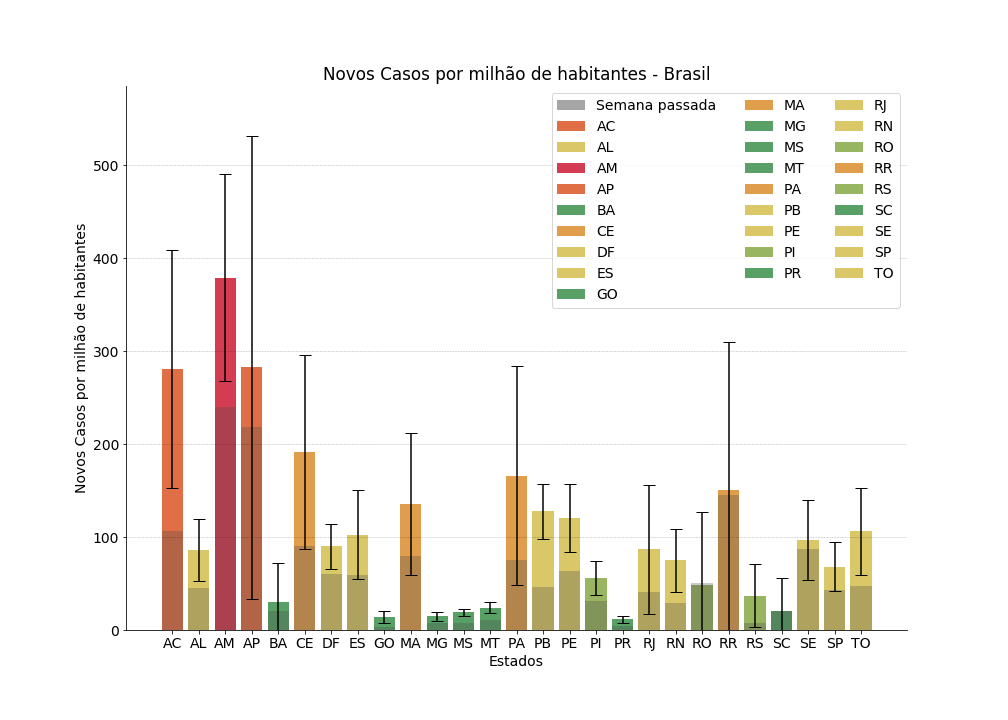 Novos Casos por milhão de habitantes - Brasil
Novos Casos por milhão de habitantes
500
400
300
200
100
0
Semana passada
AC
AL
AM
AP
BA
CE
DF
ES
GO
MA
MG
MS
MT
PA
PB
PE
PI
PR
RJ
RN
RO
RR
RS
SC
SE
SP
TO
AC AL AM AP BA CE DF ES GO MA MG MS MT PA PB PE PI PR RJ RN RO RR RS SC SE SP TO
Estados